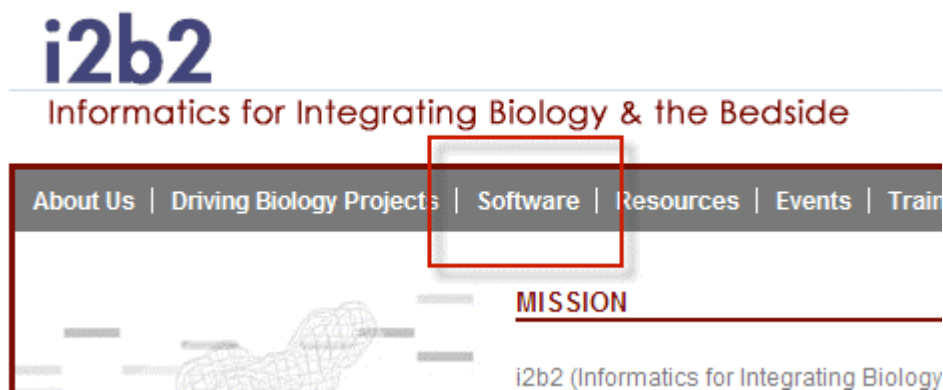 i2b2
Informatics for Integrating Biology & the Bedside
About Us | Driving Biology Projects | Software | Resources | Events |
MISSION
i2b2 (Informatics for Integrating Biology